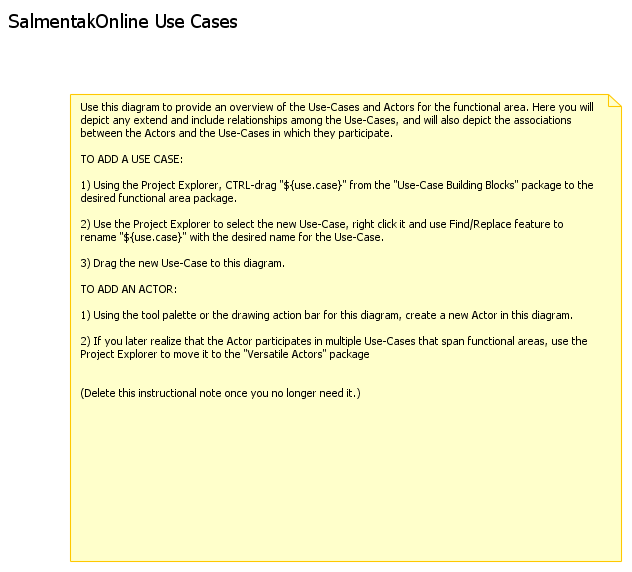 SalmentakOnline Use Cases
Use this diagram to provide an overview of the Use-Cases and Actors for the functional area. Here you will
depict any extend and include relationships among the Use-Cases, and will also depict the associations
between the Actors and the Use-Cases in which they participate.
TO ADD A USE CASE:
1) Using the Project Explorer, CTRL-drag "${use.case}" from the "Use-Case Building Blocks" package to the
desired functional area package.
2) Use the Project Explorer to select the new Use-Case, right click it and use Find/Replace feature to
rename "${use.case}" with the desired name for the Use-Case.
3) Drag the new Use-Case to this diagram.
TO ADD AN ACTOR:
1) Using the tool palette or the drawing action bar for this diagram, create a new Actor in this diagram.
2) If you later realize that the Actor participates in multiple Use-Cases that span functional areas, use the
Project Explorer to move it to the "Versatile Actors" package
(Delete this instructional note once you no longer need it.)